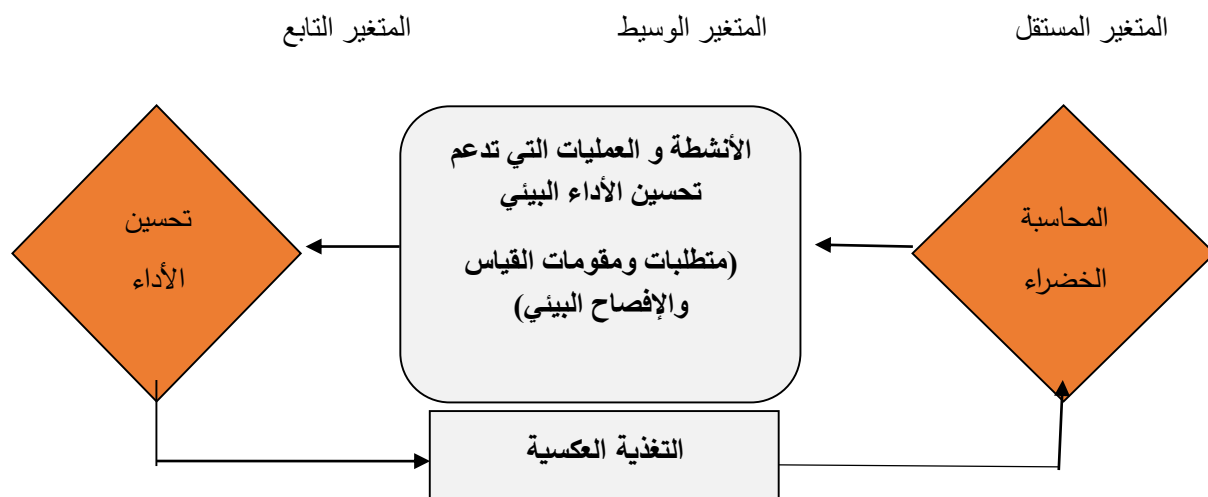 المتغير المستقل
المتغير الوسيط
المتغير التابع
المحاسبة
الخضراء
الأنشطة و العمليات التي تدعم
تحسين الأداء البيئي
(متطلبات ومقومات القياس
والإفصاح البيئي)
تحسين
الأداء
التغذية العكسية